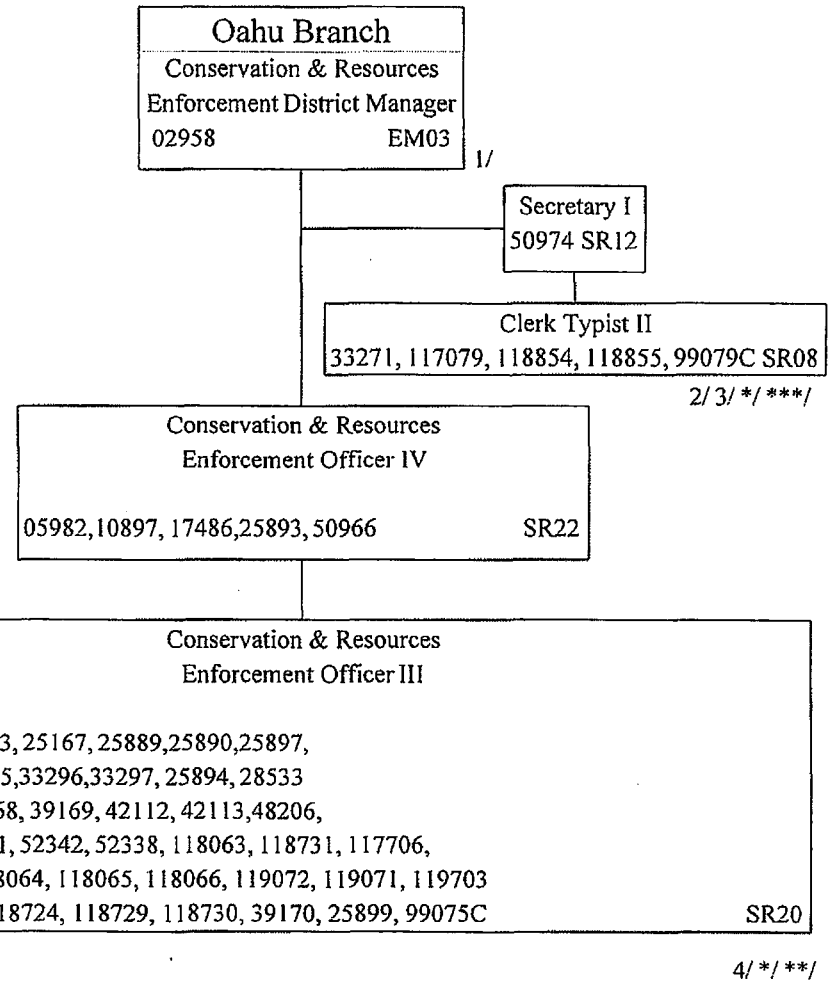 Oahu Branch
Conservation & Resources
Enforcement District Manager
02958 EM03
1/
Secretary I
50974 SR12
Clerk Typist II
33271, 117079, 118854, 118855, 99079C SR08
2/ 3/ */ ***/
Conservation & Resources
Enforcement Officer IV
05982,10897, 17486,25893, 50966 SR22
Conservation & Resources
Enforcement Officer III
3, 25167, 25889,25890,25897,
5,33296,33297, 25894, 28533
68, 39169, 42112, 42113,48206,
1, 52342, 52338, 118063, 118731, 117706,
8064, 118065, 118066, 119072, 119071, 119703
18724, 118729, 118730, 39170, 25899, 99075C SR20
4/ */ **/